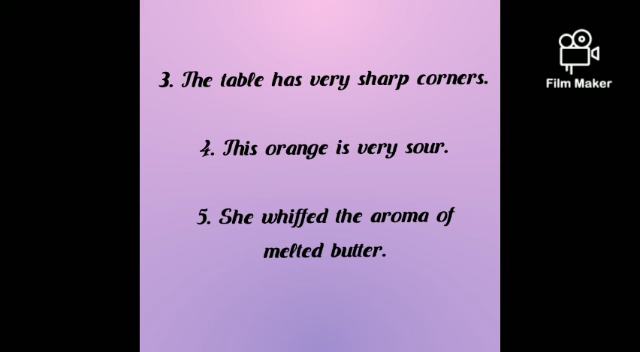 3. The table has very sharp corners.
Film Maker
4. This orange is very sour.
5. She whiffed the aroma of
melted butter.